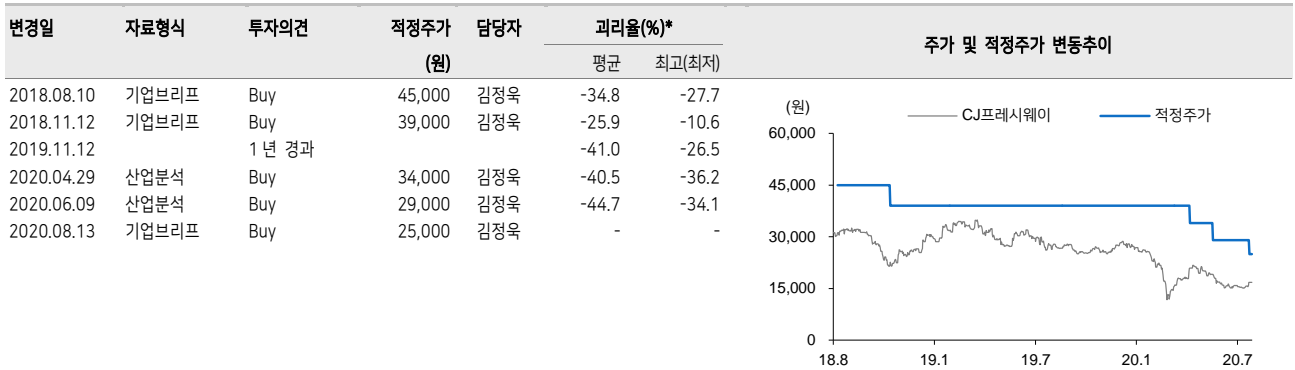 변경일 자료형식 투자의견 적정주가 담당자 괴리율(%)* 주가 및 적정주가 변동추이
(원) 평균 최고(최저)
2018.08.10 기업브리프 Buy 45,000 김정욱 -34.8 -27.7
2018.11.12 기업브리프 Buy 39,000 김정욱 -25.9 -10.6
2019.11.12 1년 경과 -41.0 -26.5
2020.04.29 산업분석 Buy 34,000 김정욱 -40.5 -36.2
2020.06.09 산업분석 Buy 29,000 김정욱 -44.7 -34.1
2020.08.13 기업브리프 Buy 25,000 김정욱 - -
(원)
CJ프레시웨이 적정주가
60,000
45,000
30,000
15,000
0
18.8 19.1 19.7 20.1 20.7